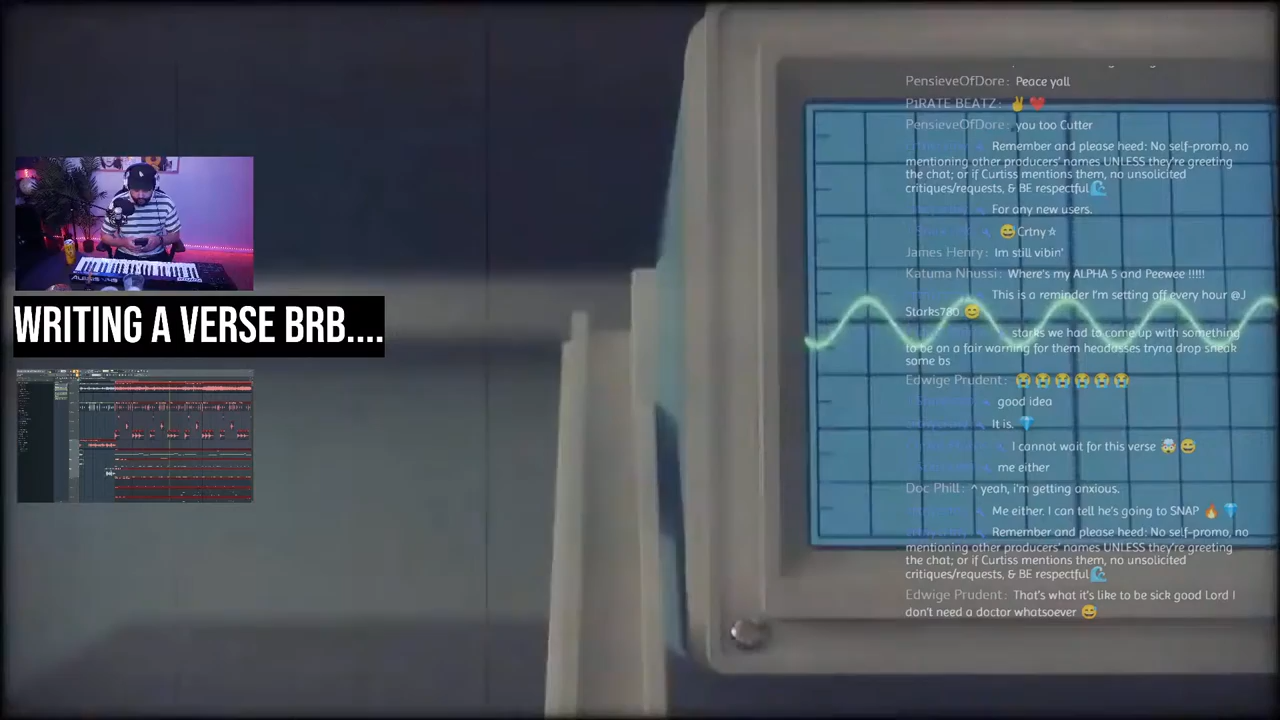 PensieveOfDore: Peace yall
P1RATE BEATZ: ✌️ ❤️
PensieveOfDore: you too Cutter
Remember and please heed: No self-promo, no
mentioning other producers' names UNLESS they're greeting
the chat; or if Curtiss mentions them, no unsolicited
critiques/requests, & BE respectful 🌊
For any new users.
😅 Crtny ☆
James Henry: Im still vibin'
Katuma Nhussi: Where's my ALPHA 5 and Peewee !!!!!
This is a reminder I'm setting off every hour @J
Starks780 😊
starks we had to come up with something
to be on a fair warning for them headasses tryna drop sneak
some bs
Edwige Prudent: 😭😭😭😭😭😭
good idea
It is. 💎
I cannot wait for this verse 🤯 😅
me either
Doc Phill: ^ yeah, i'm getting anxious.
Me either. I can tell he's going to SNAP 🔥 💎
Remember and please heed: No self-promo, no
mentioning other producers' names UNLESS they're greeting
the chat; or if Curtiss mentions them, no unsolicited
critiques/requests, & BE respectful 🌊
Edwige Prudent: That's what it's like to be sick good Lord I
don't need a doctor whatsoever 😅
WRITING A VERSE BRB....
ALESIS V49